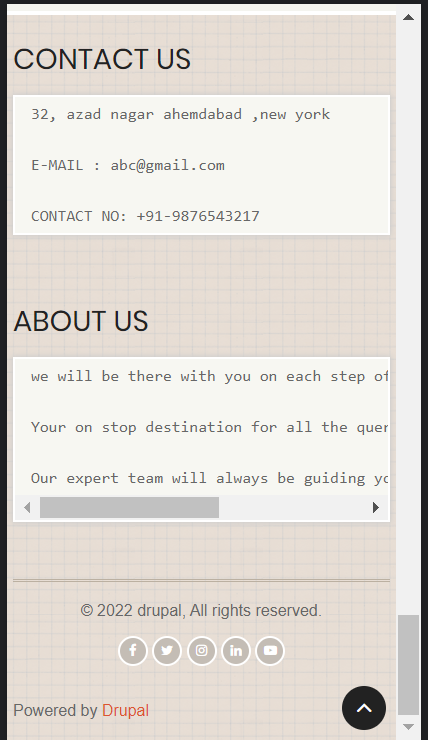 CONTACT US
32, azad nagar ahemdabad ,new york
E-MAIL : abc@gmail.com
CONTACT NO: +91-9876543217
ABOUT US
we will be there with you on each step of
Your on stop destination for all the
Our expert team will always be guiding
© 2022 drupal, All rights reserved.
Powered by Drupal